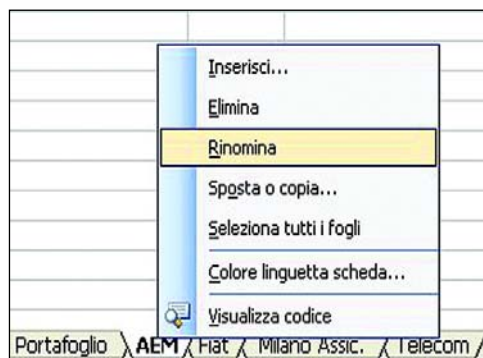 Inserisci...
Elimina
Rinomina
Sposta o copia...
Seleziona tutti i fogli
Colore linguetta scheda...
Visualizza codice
Portafoglio AEM Fiat Milano Assic. Telecom